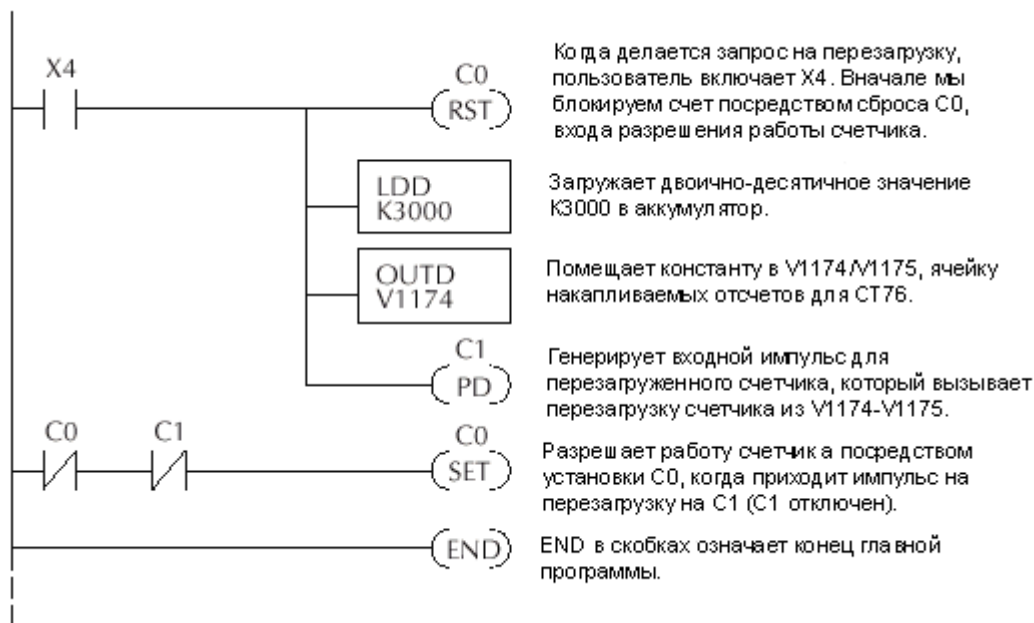 X4
C0
RST
Когда делается запрос на перезагрузку,
пользователь включает X4. Вначале мы
блокируем счет посредством сброса C0,
входа разрешения работы счетчика.
LDD
K3000
Загружает двоично-десятичное значение
K3000 в аккумулятор.
OUTD
V1174
Помещает константу в V1174/V1175, ячейку
накапливаемых отсчетов для CT76.
C1
PD
Генерирует входной импульс для
перезагруженного счетчика, который вызывает
перезагрузку счетчика из V1174-V1175.
C0
C1
C0
SET
Разрешает работу счетчик а посредством
установки C0, когда приходит импульс на
перезагрузку на C1 (C1 отключен).
END
END в скобках означает конец главной
программы.